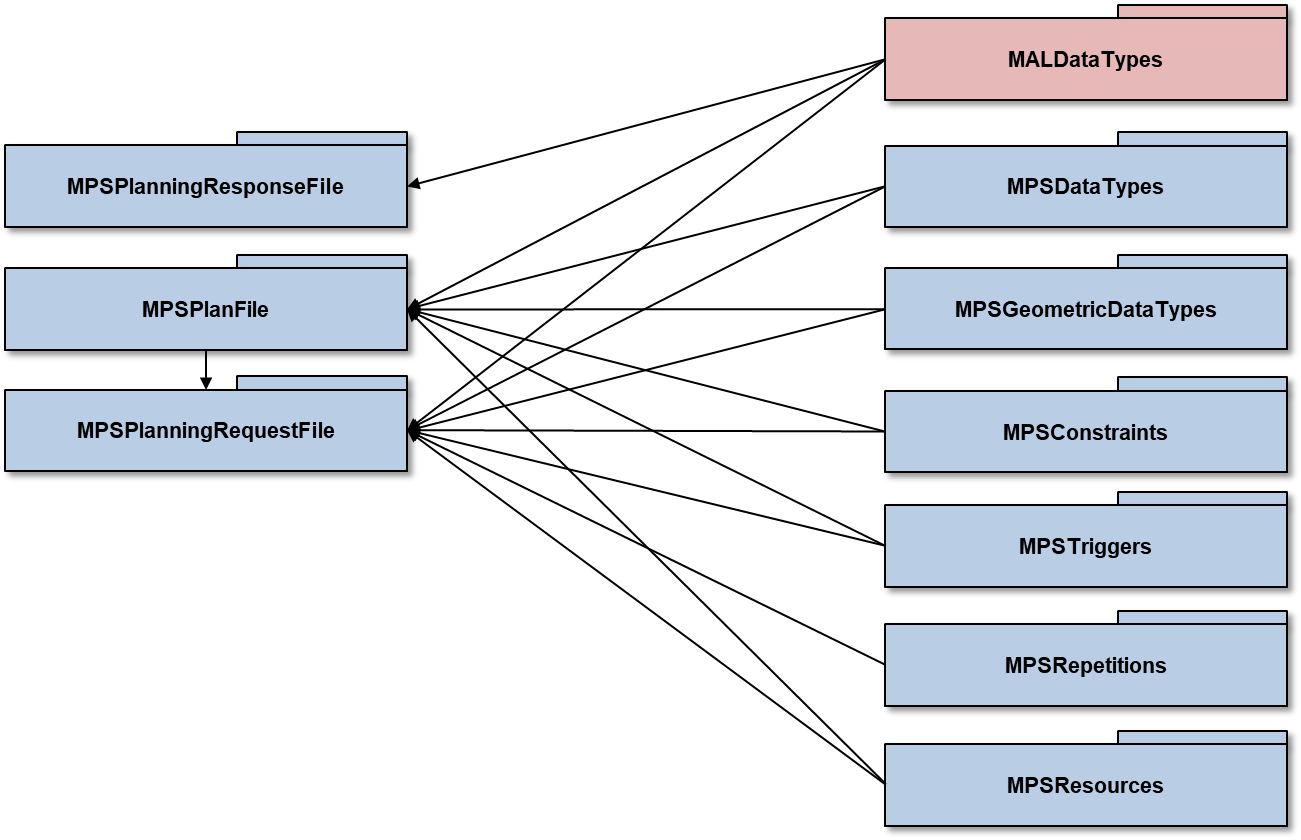 MALDataTypes
MPSPlanningResponseFile
MPSDataTypes
MPSPlanFile
MPSGeometricDataTypes
MPSPlanningRequestFile
MPSConstraints
MPSTriggers
MPSRepetitions
MPSResources